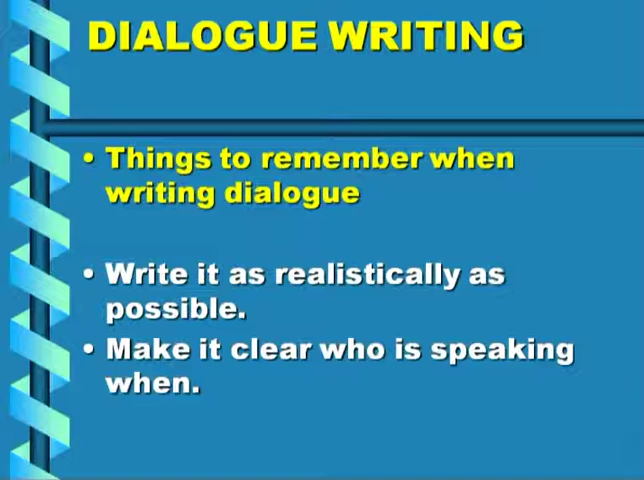 DIALOGUE WRITING
• Things to remember when
writing dialogue
• Write it as realistically as
possible.
• Make it clear who is speaking
when.